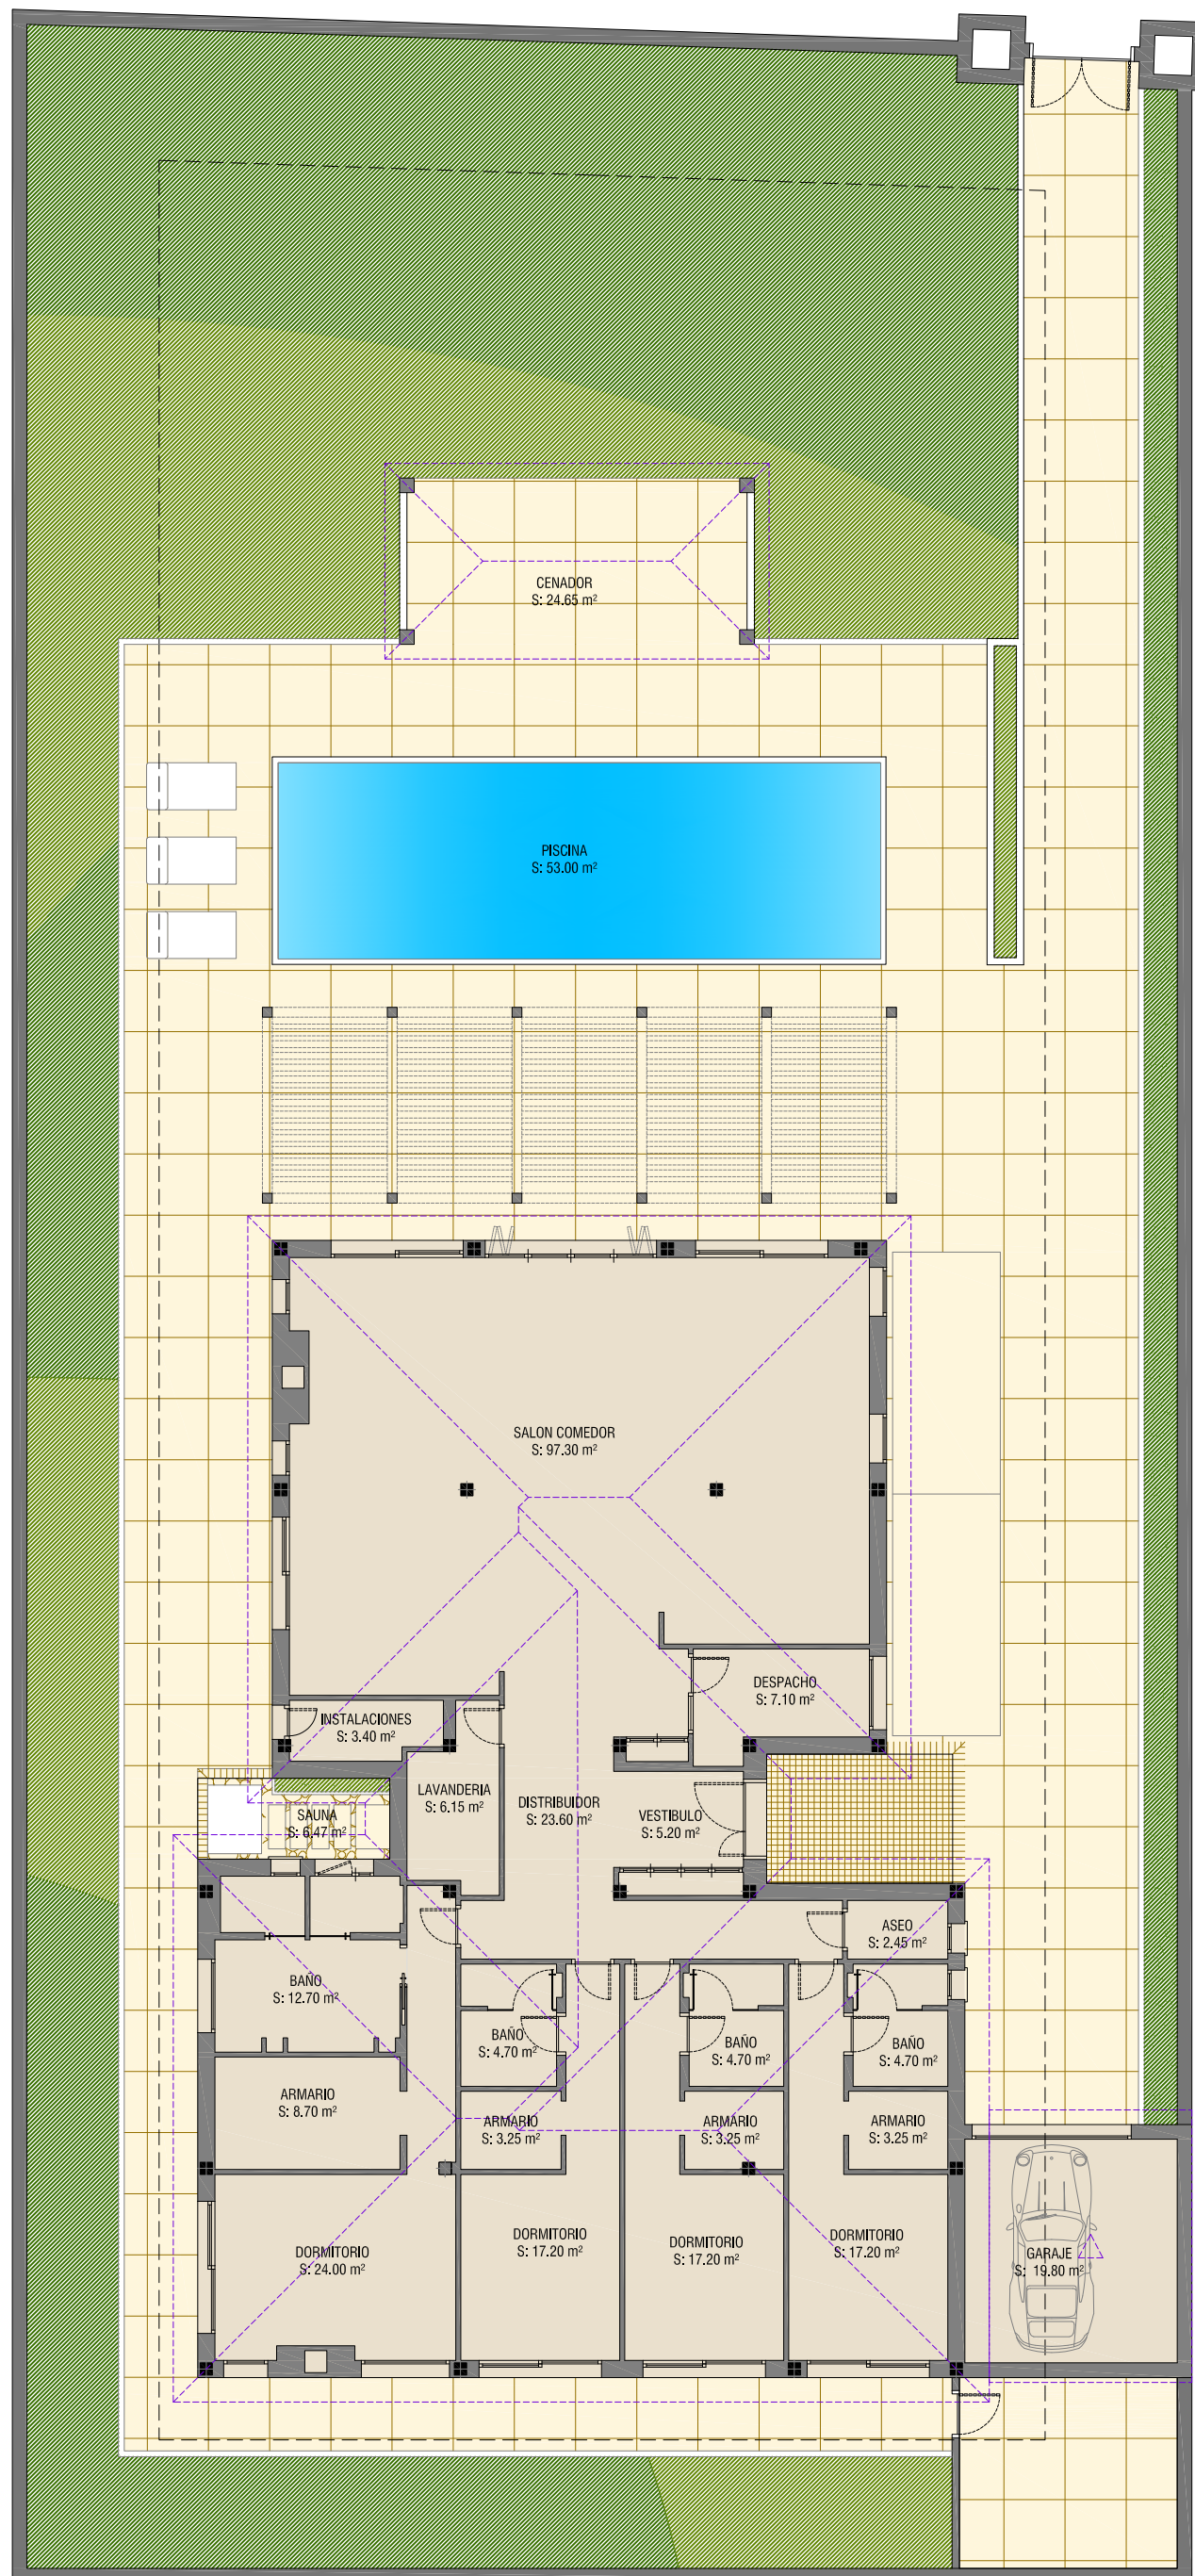 CENADOR
S: 24.65 m²
PISCINA
S: 53.00 m²
SALON COMEDOR
S: 97.30 m²
DESPACHO
S: 7.10 m²
INSTALACIONES
S: 3.40 m²
LAVANDERIA
S: 6.15 m²
DISTRIBUIDOR
S: 23.60 m²
VESTIBULO
S: 5.20 m²
SAUNA
S: 6.47 m²
ASEO
S: 2.45 m²
BAÑO
S: 12.70 m²
BAÑO
S: 4.70 m²
BAÑO
S: 4.70 m²
BAÑO
S: 4.70 m²
ARMARIO
S: 8.70 m²
ARMARIO
S: 3.25 m²
ARMARIO
S: 3.25 m²
ARMARIO
S: 3.25 m²
DORMITORIO
S: 24.00 m²
DORMITORIO
S: 17.20 m²
DORMITORIO
S: 17.20 m²
DORMITORIO
S: 17.20 m²
GARAJE
S: 19.80 m²